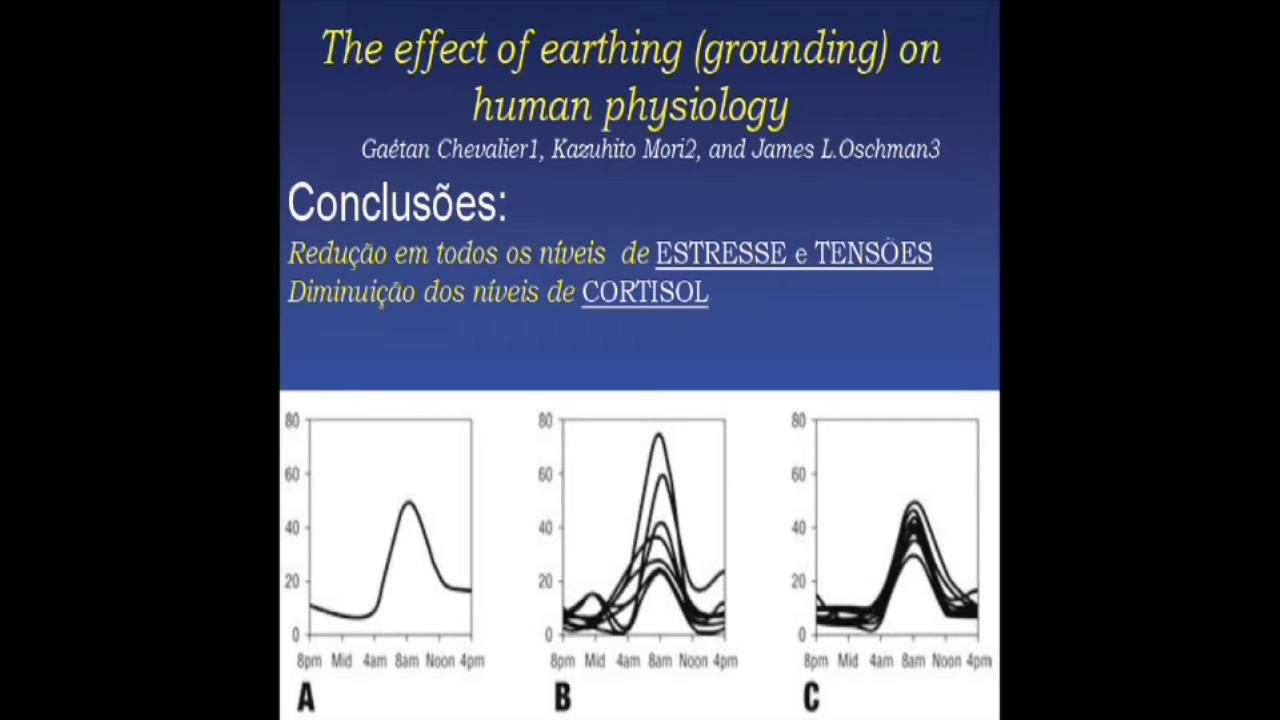 The effect of earthing (grounding) on
human physiology
Gaétan Chevalier1, Kazuhito Mori2, and James L.Oschman3
Conclusões:
Redução em todos os níveis de ESTRESSE e TENSÕES
Diminuição dos níveis de CORTISOL
80 80 80
60 60 60
40 40 40
20 20 20
0 0 0
8pm Mid 4am 8am Noon 4pm 8pm Mid 4am 8am Noon 4pm 8pm Mid 4am 8am Noon 4pm
A B C